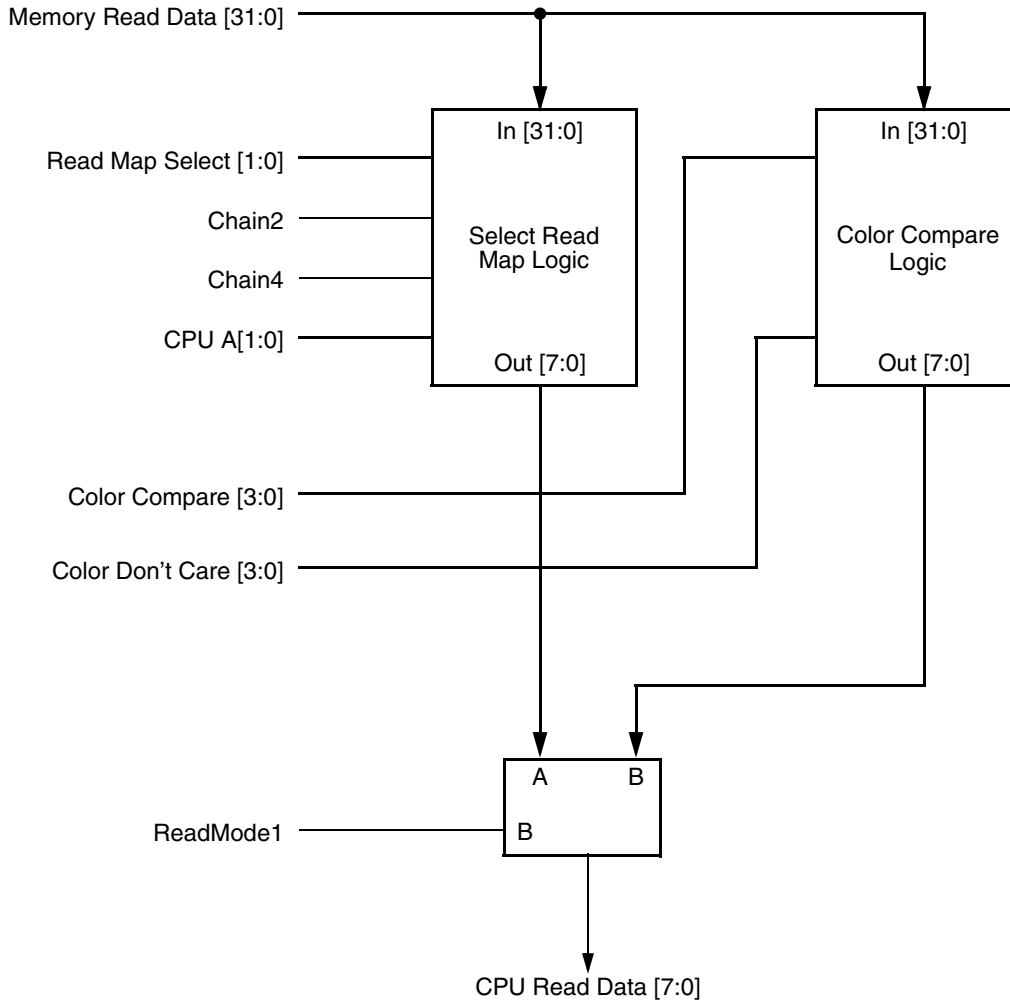 Memory Read Data [31:0]
In [31:0]
In [31:0]
Read Map Select [1:0]
Chain2
Select Read
Map Logic
Color Compare
Logic
Chain4
CPU A[1:0]
Out [7:0]
Out [7:0]
Color Compare [3:0]
Color Don't Care [3:0]
A
B
ReadMode1
B
CPU Read Data [7:0]